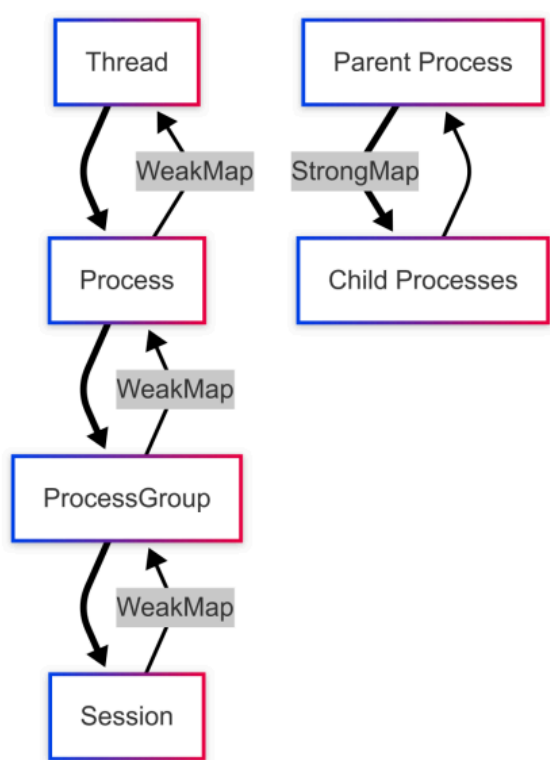 Thread
Parent Process
WeakMap
StrongMap
Process
Child Processes
WeakMap
ProcessGroup
WeakMap
Session